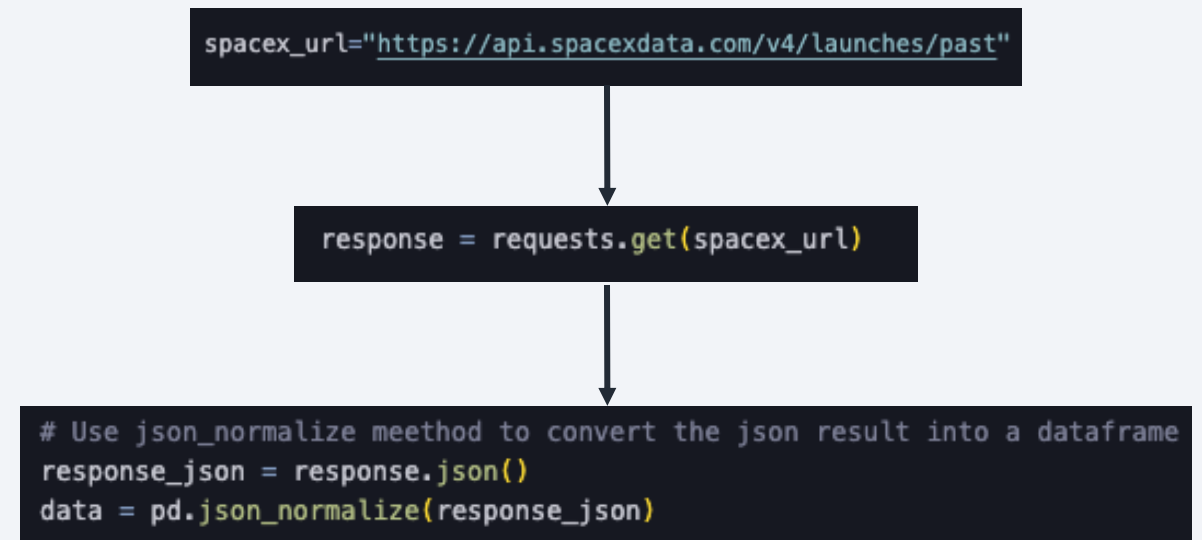 spacex_url="https://api.spacexdata.com/v4/launches/past"
response = requests.get(spacex_url)
# Use json_normalize meethod to convert the json result into a dataframe
response_json = response.json()
data = pd.json_normalize(response_json)